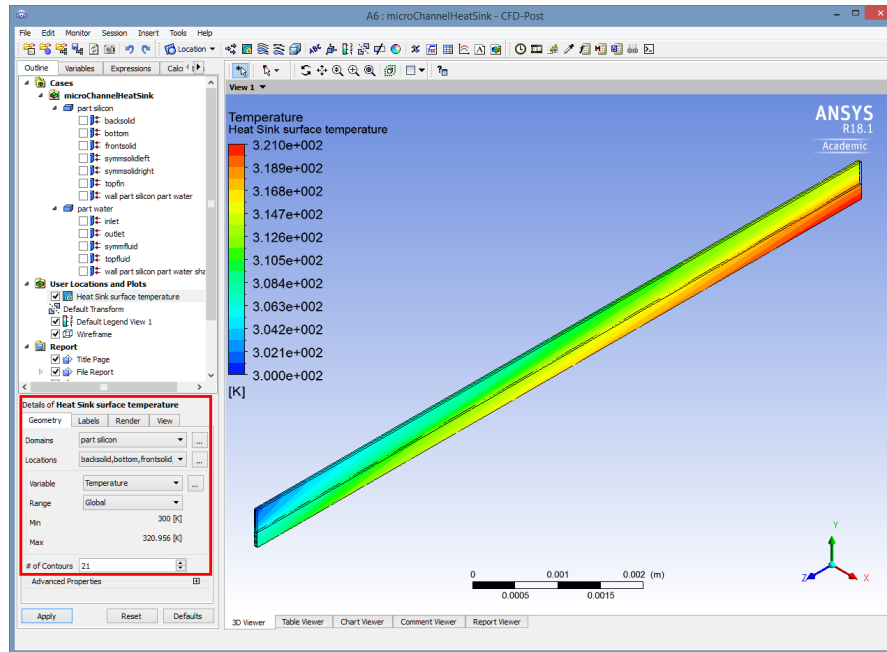 A6 : microChannelHeatSink - CFD-Post
File Edit Monitor Session Insert Tools Help
Location
Outline Variables Expressions
View 1
Cases
microChannelHeatSink
part silicon
backsolid
bottom
frontsolid
symmsolidleft
symmsolidright
topfin
wall part silicon part water
part water
inlet
outlet
symmfluid
topfluid
wall part silicon part water sha
User Locations and Plots
Heat Sink surface temperature
Default Transform
Default Legend View 1
Wireframe
Report
Title Page
File Report
Details of Heat Sink surface temperature
Geometry Labels Render View
Domains part silicon ...
Locations backsolid,bottom,frontsolid, ...
Variable Temperature ...
Range Global
Min 300 [K]
Max 320.956 [K]
# of Contours 21
Advanced Properties
Apply Reset Defaults
Temperature
Heat Sink surface temperature
3.210e+002
3.189e+002
3.168e+002
3.147e+002
3.126e+002
3.105e+002
3.084e+002
3.063e+002
3.042e+002
3.021e+002
3.000e+002
[K]
ANSYS
R18.1
Academic
0 0.001 0.002 (m)
0.0005 0.0015
Y
Z X
3D Viewer Table Viewer Chart Viewer Comment Viewer Report Viewer